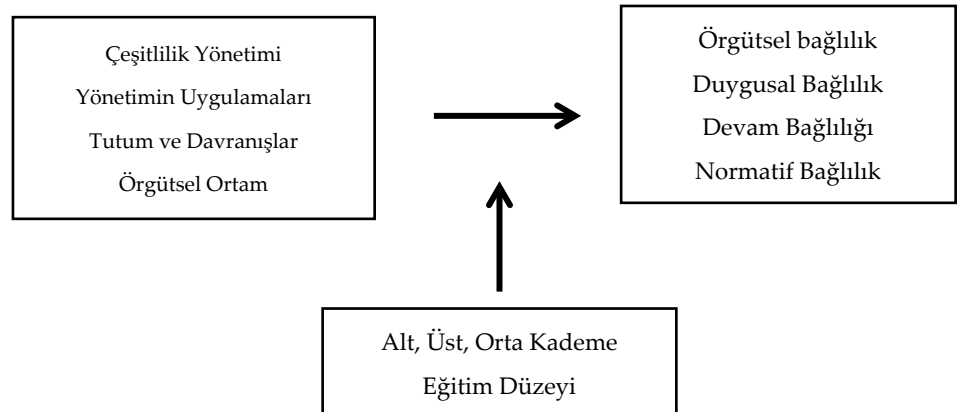 Çeşitlilik Yönetimi
Yönetimin Uygulamaları
Tutum ve Davranışlar
Örgütsel Ortam
Örgütsel bağlılık
Duygusal Bağlılık
Devam Bağlılığı
Normatif Bağlılık
Alt, Üst, Orta Kademe
Eğitim Düzeyi